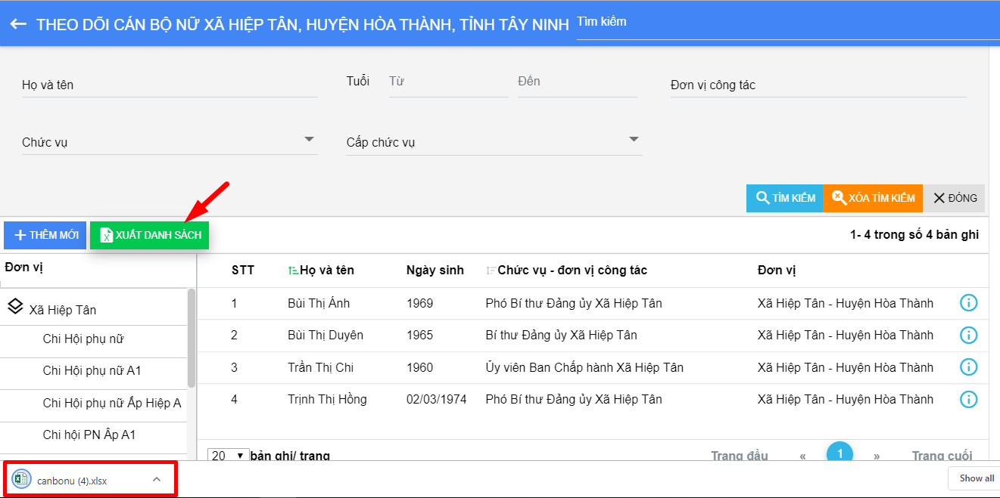 THEO DÕI CÁN BỘ NỮ XÃ HIỆP TÂN, HUYỆN HÒA THÀNH, TỈNH TÂY NINH
Tìm kiếm
Họ và tên
Tuổi Từ Đến
Đơn vị công tác
Chức vụ
Cấp chức vụ
TÌM KIẾM XÓA TÌM KIẾM ĐÓNG
THÊM MỚI XUẤT DANH SÁCH
1- 4 trong số 4 bản ghi
Đơn vị
Xã Hiệp Tân
Chi Hội phụ nữ
Chi Hội phụ nữ A1
Chi Hội phụ nữ Ấp Hiệp A
Chi hội PN Ấp A1
STT Họ và tên Ngày sinh Chức vụ - đơn vị công tác Đơn vị
1 Bùi Thị Ánh 1969 Phó Bí thư Đảng ủy Xã Hiệp Tân Xã Hiệp Tân - Huyện Hòa Thành
2 Bùi Thị Duyên 1965 Bí thư Đảng ủy Xã Hiệp Tân Xã Hiệp Tân - Huyện Hòa Thành
3 Trần Thị Chi 1960 Ủy viên Ban Chấp hành Xã Hiệp Tân Xã Hiệp Tân - Huyện Hòa Thành
4 Trịnh Thị Hồng 02/03/1974 Phó Bí thư Đảng ủy Xã Hiệp Tân Xã Hiệp Tân - Huyện Hòa Thành
20 bản ghi/ trang Trang đầu « 1 » Trang cuối
canbonu (4).xlsx
Show all